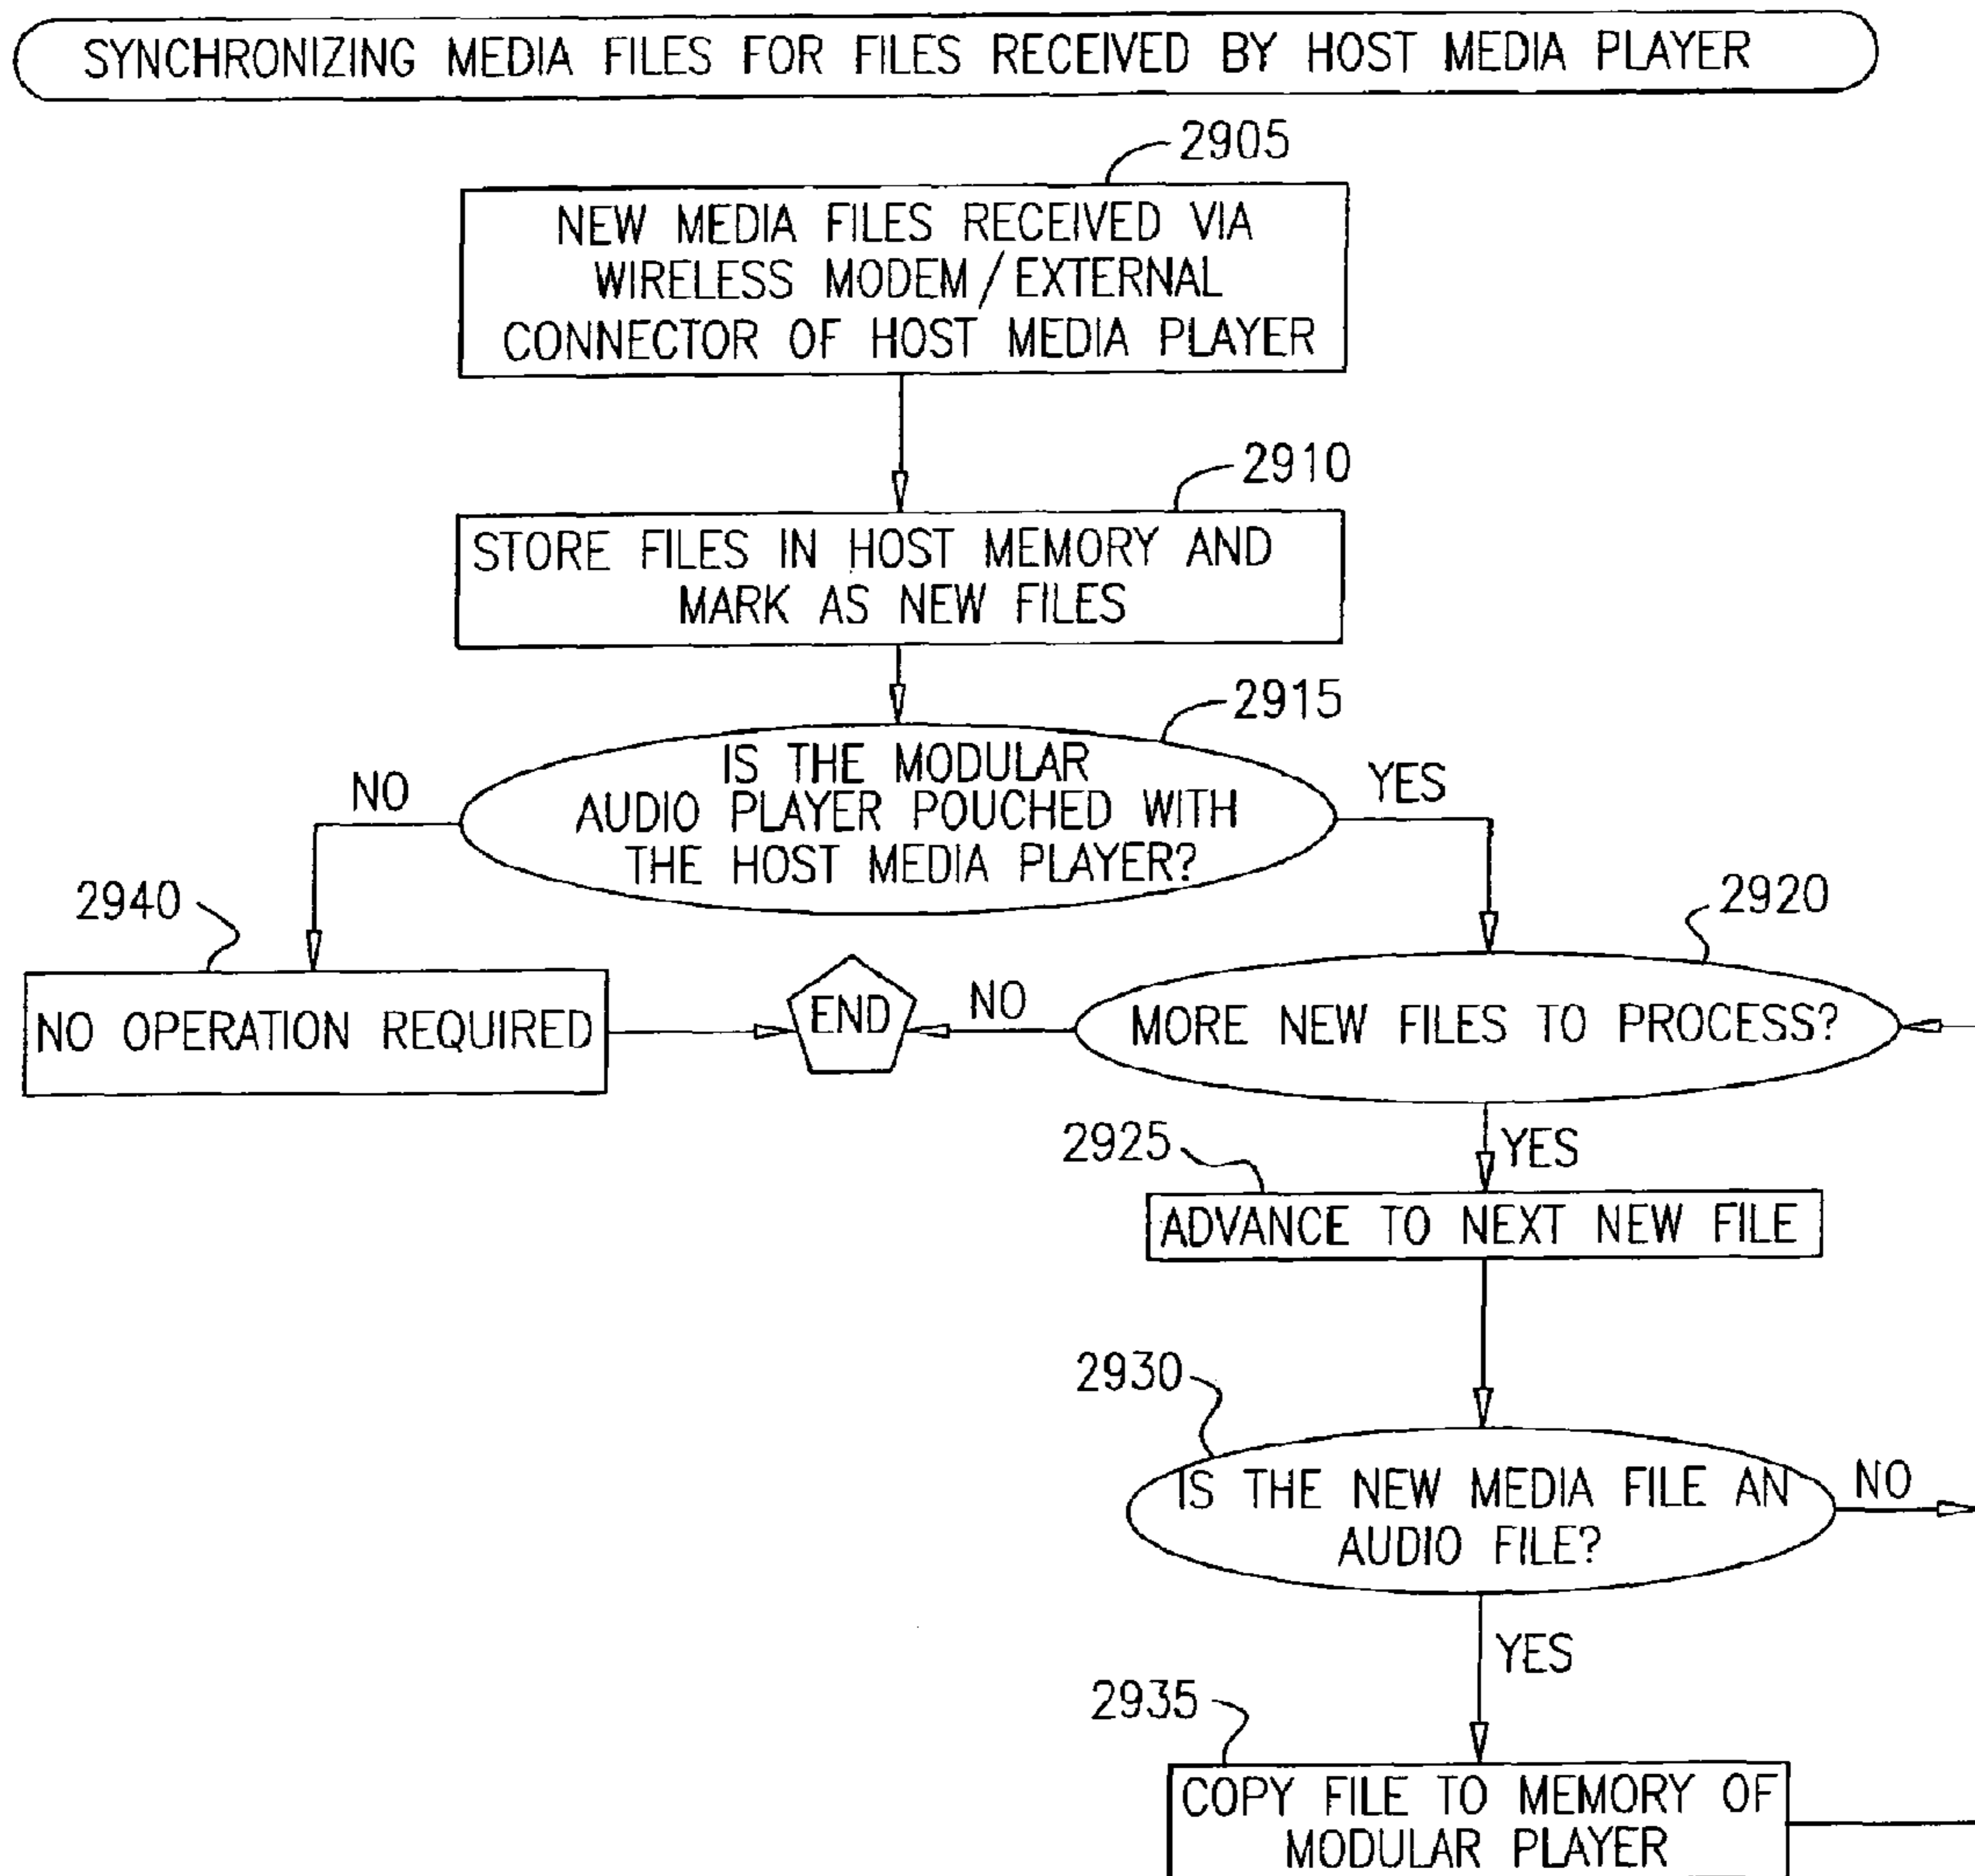 SYNCHRONIZING MEDIA FILES FOR FILES RECEIVED BY HOST MEDIA PLAYER
2905
NEW MEDIA FILES RECEIVED VIA
WIRELESS MODEM/EXTERNAL
CONNECTOR OF HOST MEDIA PLAYER
2910
STORE FILES IN HOST MEMORY AND
MARK AS NEW FILES
2915
IS THE MODULAR
AUDIO PLAYER POUCHED WITH
THE HOST MEDIA PLAYER?
NO
YES
2940
NO OPERATION REQUIRED
END
NO
2920
MORE NEW FILES TO PROCESS?
YES
2925
ADVANCE TO NEXT NEW FILE
2930
IS THE NEW MEDIA FILE AN
AUDIO FILE?
NO
YES
2935
COPY FILE TO MEMORY OF
MODULAR PLAYER